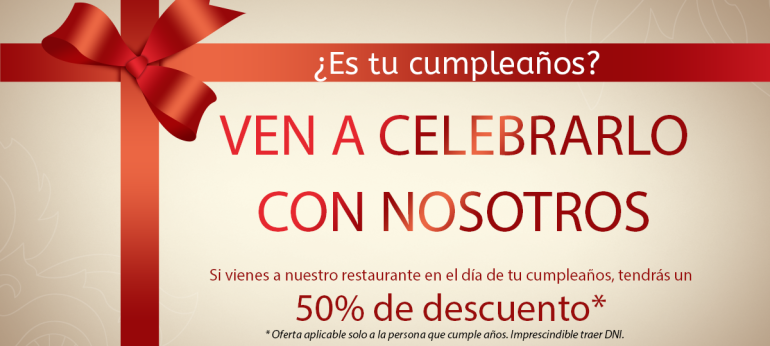 ¿Es tu cumpleaños?
VEN A CELEBRARLO
CON NOSOTROS
Si vienes a nuestro restaurante en el día de tu cumpleaños, tendrás un
50% de descuento*
* Oferta aplicable solo a la persona que cumple años. Imprescindible traer DNI.